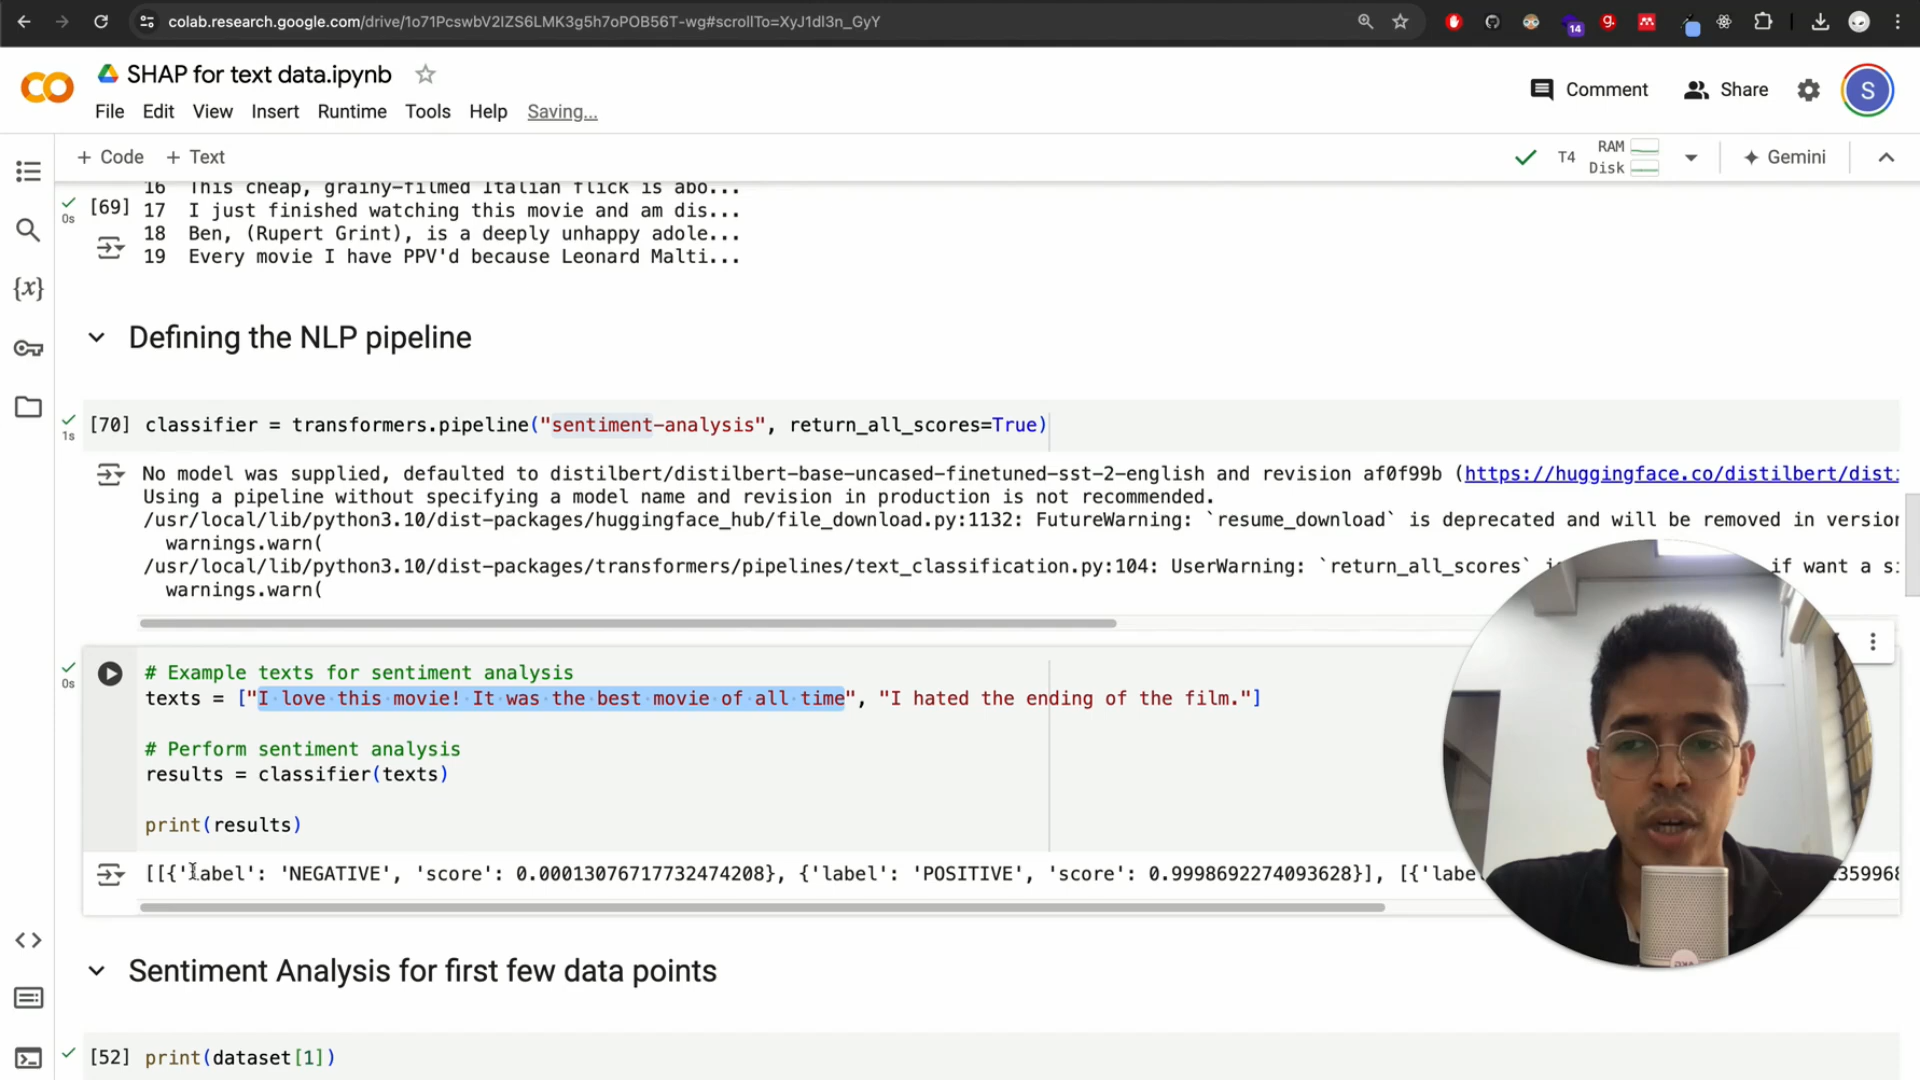 colab.research.google.com/drive/1o71PcswbV2IZS6LMK3g5h7oPOB56T-wg#scrollTo=XyJ1dI3n_GyY
14
SHAP for text data.ipynb
Comment
Share
S
File Edit View Insert Runtime Tools Help Saving...
+ Code + Text
T4
RAM
Disk
Gemini
16 This cheap, grainy-filmed Italian flick is abo...
[69] 17 I just finished watching this movie and am dis...
0s
18 Ben, (Rupert Grint), is a deeply unhappy adole...
19 Every movie I have PPV'd because Leonard Malti...
{x}
Defining the NLP pipeline
[70] classifier = transformers.pipeline("sentiment-analysis", return_all_scores=True)
1s
No model was supplied, defaulted to distilbert/distilbert-base-uncased-finetuned-sst-2-english and revision af0f99b (https://huggingface.co/distilbert/dist
Using a pipeline without specifying a model name and revision in production is not recommended.
/usr/local/lib/python3.10/dist-packages/huggingface_hub/file_download.py:1132: FutureWarning: `resume_download` is deprecated and will be removed in version
warnings.warn(
/usr/local/lib/python3.10/dist-packages/transformers/pipelines/text_classification.py:104: UserWarning: `return_all_scores` if want a s
warnings.warn(
0s
# Example texts for sentiment analysis
texts = ["I love this movie! It was the best movie of all time", "I hated the ending of the film."]
# Perform sentiment analysis
results = classifier(texts)
print(results)
[[{'label': 'NEGATIVE', 'score': 0.00013076717732474208}, {'label': 'POSITIVE', 'score': 0.9998692274093628}], [{'labe 359968
Sentiment Analysis for first few data points
[52] print(dataset[1])